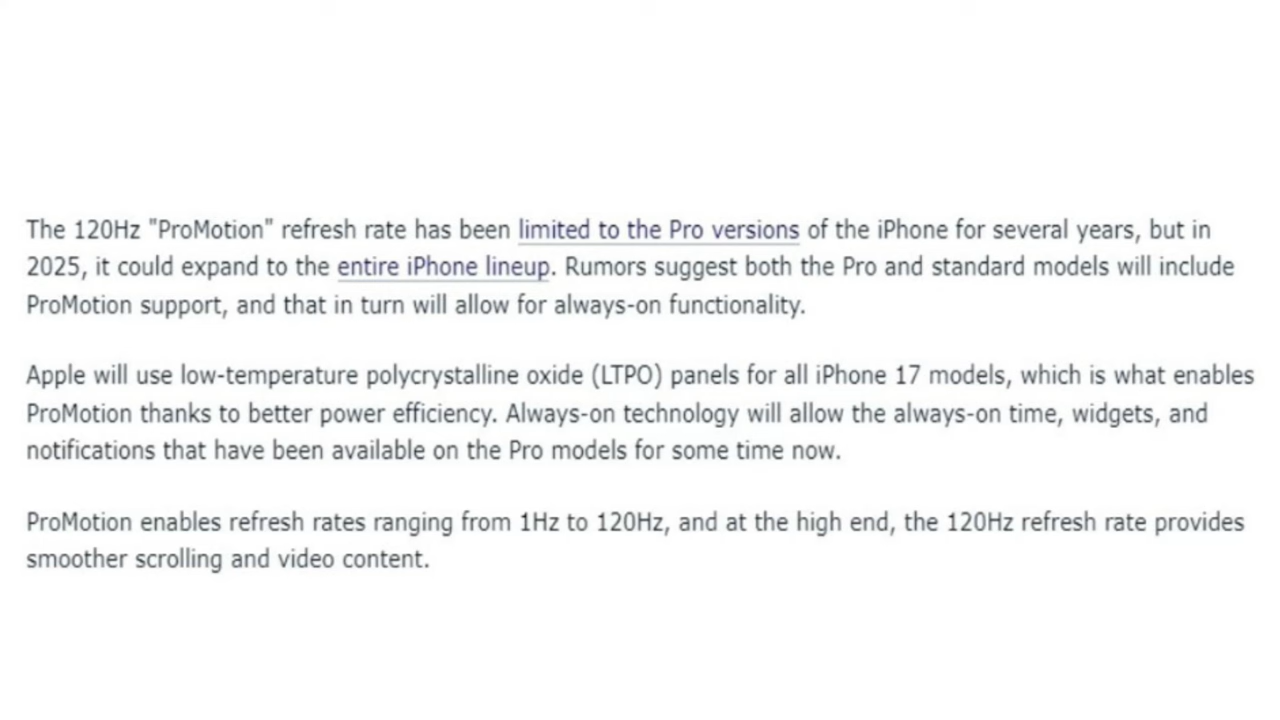 The 120Hz "ProMotion" refresh rate has been limited to the Pro versions of the iPhone for several years, but in
2025, it could expand to the entire iPhone lineup. Rumors suggest both the Pro and standard models will include
ProMotion support, and that in turn will allow for always-on functionality.
Apple will use low-temperature polycrystalline oxide (LTPO) panels for all iPhone 17 models, which is what enables
ProMotion thanks to better power efficiency. Always-on technology will allow the always-on time, widgets, and
notifications that have been available on the Pro models for some time now.
ProMotion enables refresh rates ranging from 1Hz to 120Hz, and at the high end, the 120Hz refresh rate provides
smoother scrolling and video content.